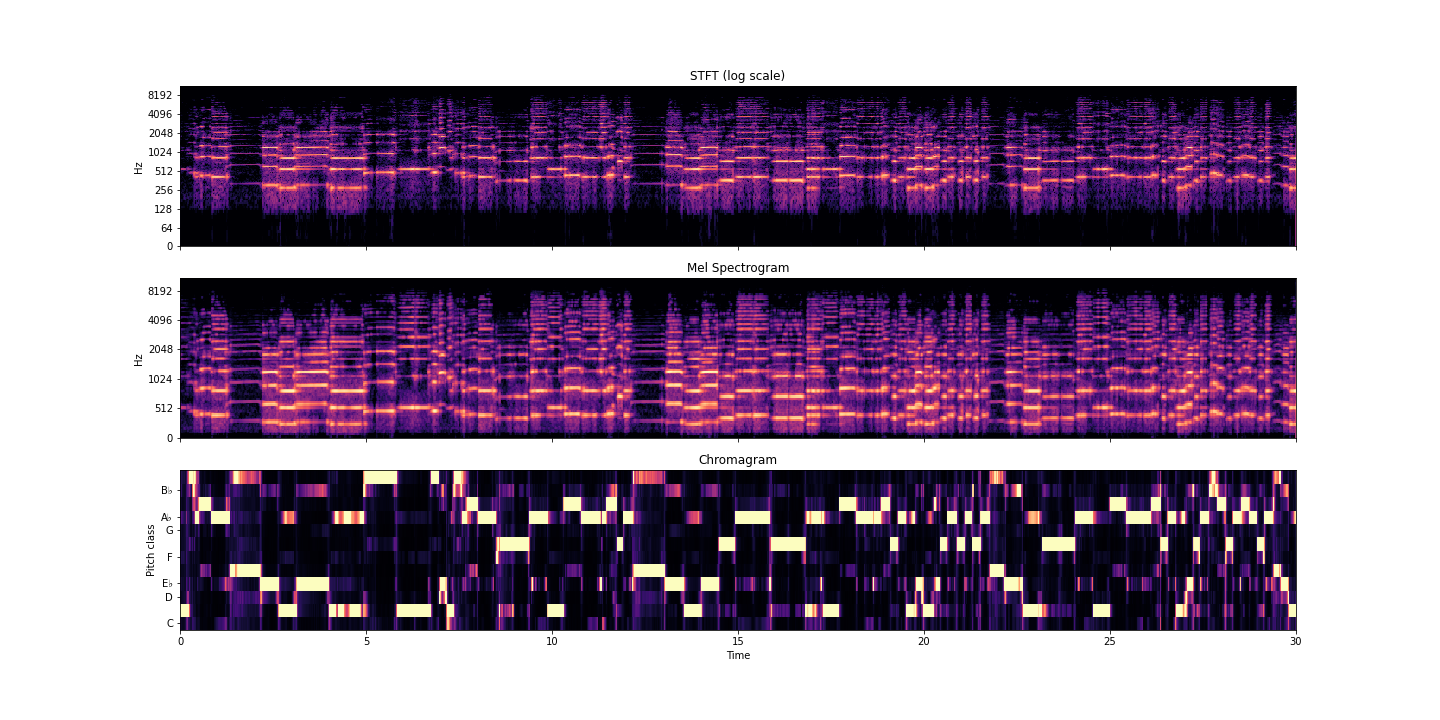 STFT (log scale)
8192
4096
2048
1024
512
256
128
64
0
Hz
Mel Spectrogram
8192
4096
2048
1024
512
0
Hz
Chromagram
B♭
A♭
G
F
E♭
D
C
Pitch class
0 5 10 15 20 25 30
Time